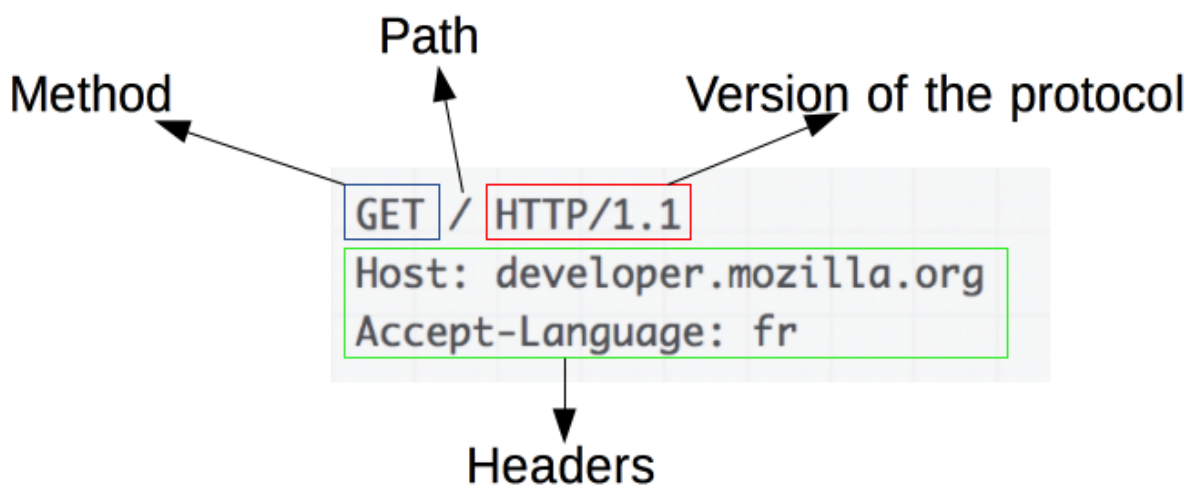 Path
Method
Version of the protocol
GET / HTTP/1.1
Host: developer.mozilla.org
Accept-Language: fr
Headers